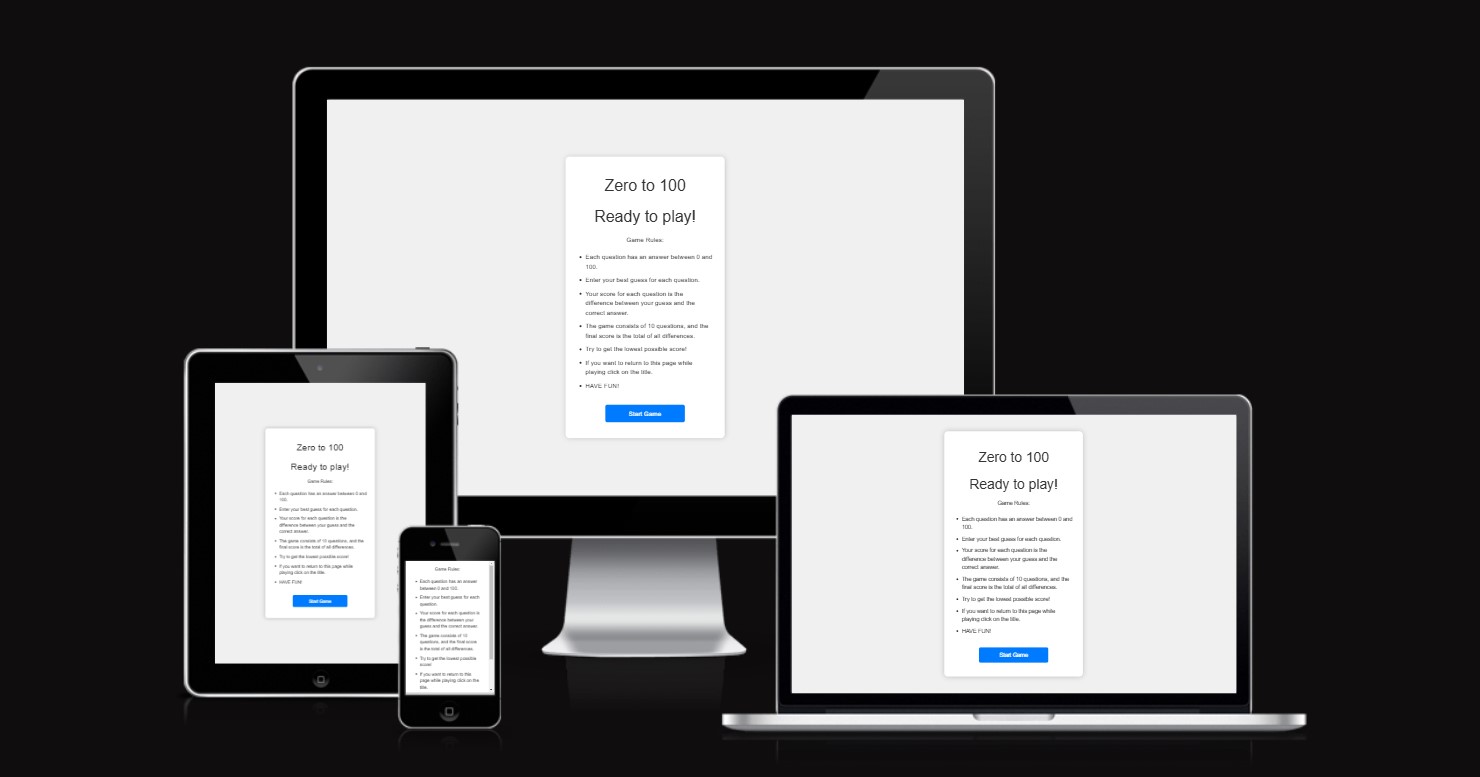 Zero to 100
Ready to play!
Game Rules:
• Each question has an answer between 0 and
100.
• Enter your best guess for each question.
• Your score for each question is the
difference between your guess and the
correct answer.
• The game consists of 10 questions, and the
final score is the total of all differences.
• Try to get the lowest possible score!
• If you want to return to this page while
playing click on the title.
• HAVE FUN!
Start Game
Zero to 100
Ready to play!
Game Rules:
• Each question has an answer between 0 and
100.
• Enter your best guess for each question.
• Your score for each question is the
difference between your guess and the
correct answer.
• The game consists of 10 questions, and the
final score is the total of all differences.
• Try to get the lowest possible score!
• If you want to return to this page while
playing click on the title.
• HAVE FUN!
Start Game
Game Rules:
• Each question has an answer
between 0 and 100.
• Enter your best guess for each
question.
• Your score for each question is
the difference between your
guess and the correct answer.
• The game consists of 10
questions, and the final score
is the total of all differences.
• Try to get the lowest possible
score!
• If you want to return to this
page while playing click on the
title.
Zero to 100
Ready to play!
Game Rules:
• Each question has an answer between 0 and
100.
• Enter your best guess for each question.
• Your score for each question is the
difference between your guess and the
correct answer.
• The game consists of 10 questions, and the
final score is the total of all differences.
• Try to get the lowest possible score!
• If you want to return to this page while
playing click on the title.
• HAVE FUN!
Start Game